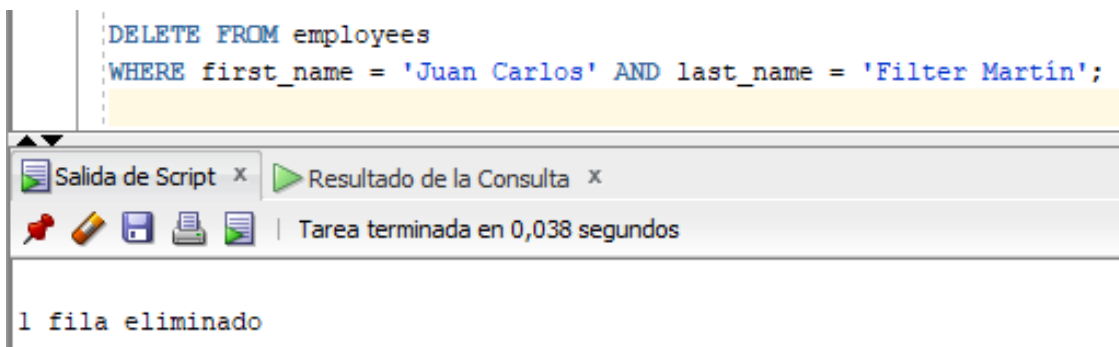 DELETE FROM employees
WHERE first_name = 'Juan Carlos' AND last_name = 'Filter Martín';
Salida de Script x Resultado de la Consulta x
Tarea terminada en 0,038 segundos
1 fila eliminado